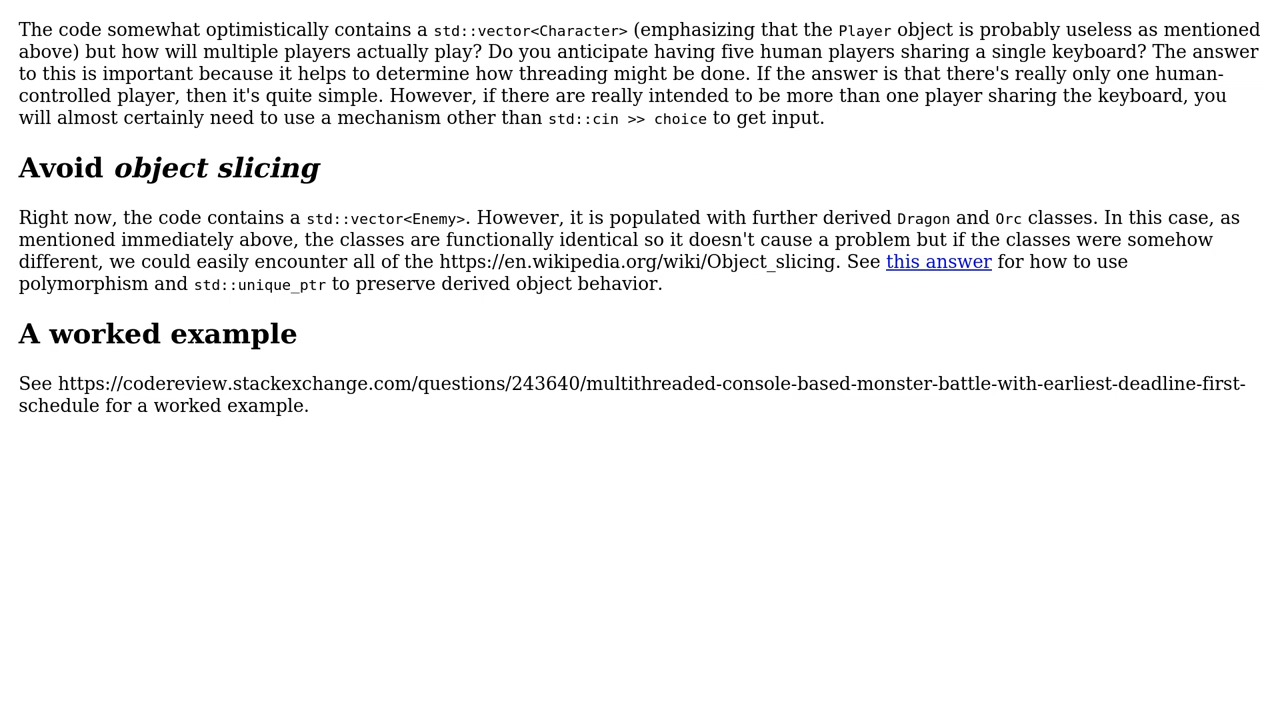 The code somewhat optimistically contains a std::vector<Character> (emphasizing that the Player object is probably useless as mentioned
above) but how will multiple players actually play? Do you anticipate having five human players sharing a single keyboard? The answer
to this is important because it helps to determine how threading might be done. If the answer is that there's really only one human-
controlled player, then it's quite simple. However, if there are really intended to be more than one player sharing the keyboard, you
will almost certainly need to use a mechanism other than std::cin >> choice to get input.
Avoid object slicing
Right now, the code contains a std::vector<Enemy>. However, it is populated with further derived Dragon and Orc classes. In this case, as
mentioned immediately above, the classes are functionally identical so it doesn't cause a problem but if the classes were somehow
different, we could easily encounter all of the https://en.wikipedia.org/wiki/Object_slicing. See this answer for how to use
polymorphism and std::unique_ptr to preserve derived object behavior.
A worked example
See https://codereview.stackexchange.com/questions/243640/multithreaded-console-based-monster-battle-with-earliest-deadline-first-
schedule for a worked example.